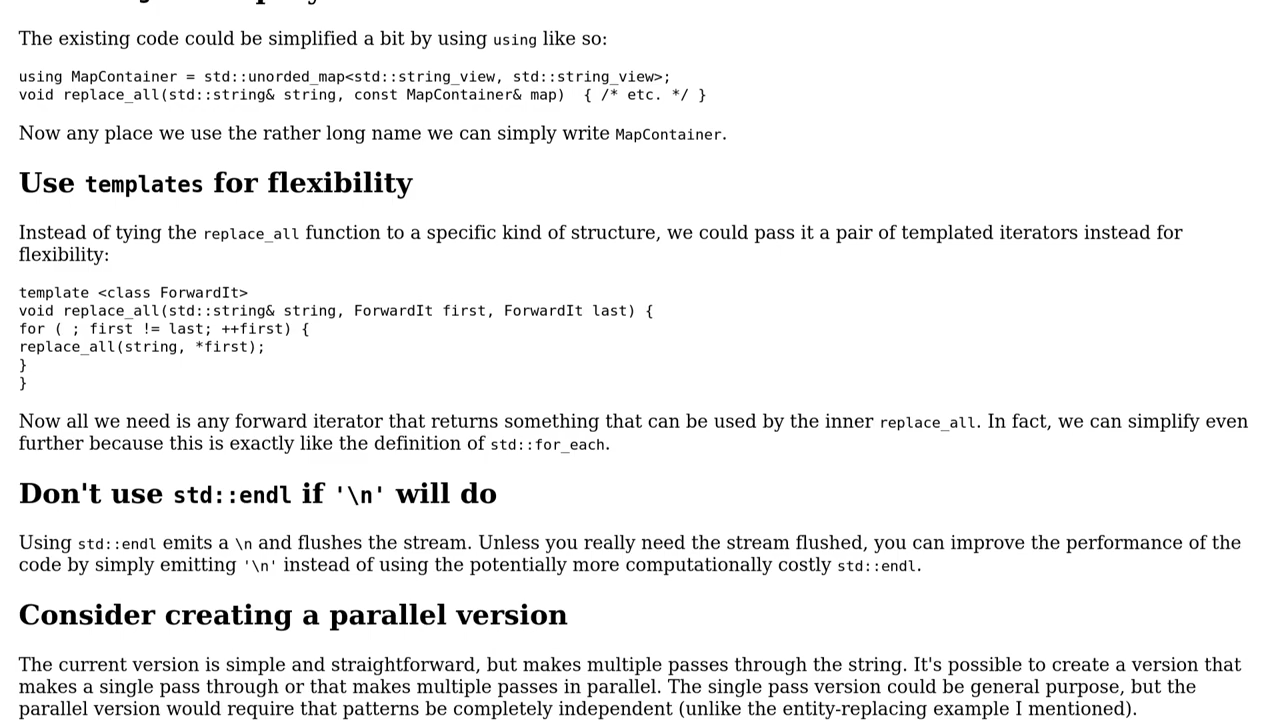 The existing code could be simplified a bit by using using like so:
using MapContainer = std::unordered_map<std::string_view, std::string_view>;
void replace_all(std::string& string, const MapContainer& map)  { /* etc. */ }
Now any place we use the rather long name we can simply write MapContainer.
Use templates for flexibility
Instead of tying the replace_all function to a specific kind of structure, we could pass it a pair of templated iterators instead for
flexibility:
template <class ForwardIt>
void replace_all(std::string& string, ForwardIt first, ForwardIt last) {
for ( ; first != last; ++first) {
replace_all(string, *first);
}
}
Now all we need is any forward iterator that returns something that can be used by the inner replace_all. In fact, we can simplify even
further because this is exactly like the definition of std::for_each.
Don't use std::endl if '\n' will do
Using std::endl emits a \n and flushes the stream. Unless you really need the stream flushed, you can improve the performance of the
code by simply emitting '\n' instead of using the potentially more computationally costly std::endl.
Consider creating a parallel version
The current version is simple and straightforward, but makes multiple passes through the string. It's possible to create a version that
makes a single pass through or that makes multiple passes in parallel. The single pass version could be general purpose, but the
parallel version would require that patterns be completely independent (unlike the entity-replacing example I mentioned).